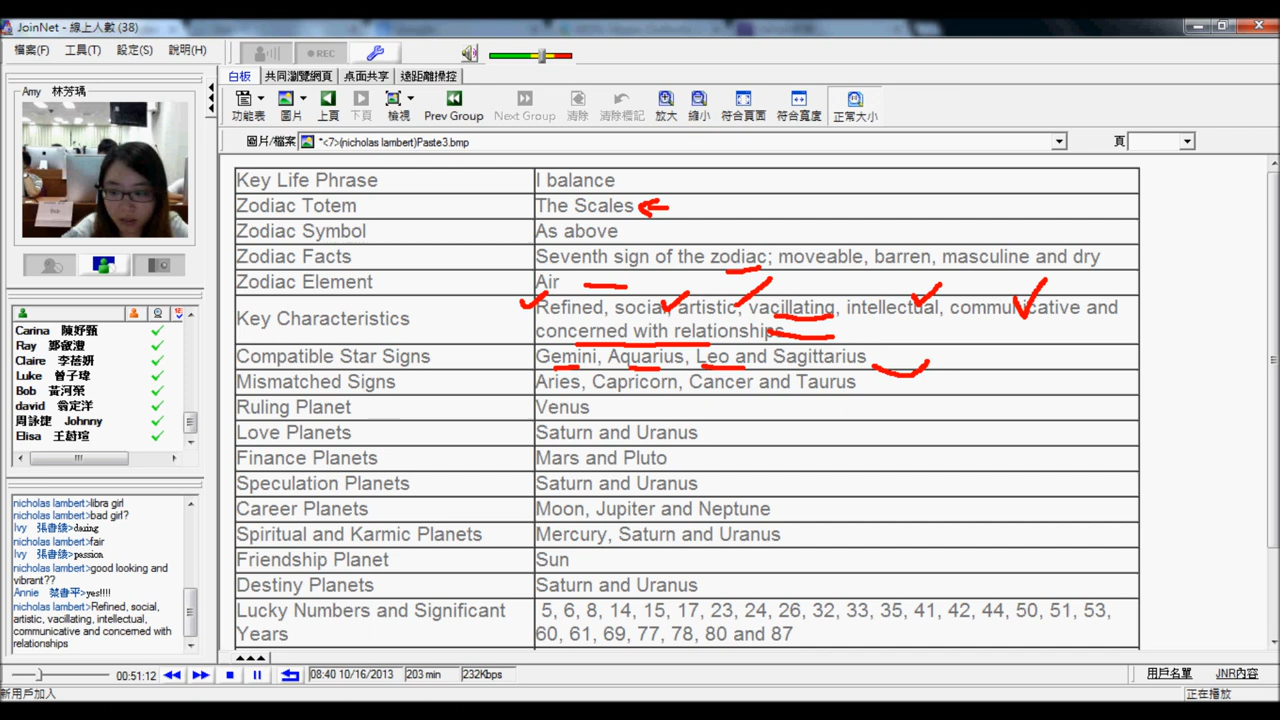 JoinNet - 線上人數 (38)
檔案(F) 工具(T) 設定(S) 說明(H)
REC
Amy 林芳瑀
白板 共同瀏覽網頁 桌面共享 遠距離操控
功能表 圖片 上頁 下頁 檢視 Prev Group Next Group 清除 清除標記 放大 縮小 符合頁面 符合寬度 正常大小
圖片/檔案 *<7>(nicholas lambert)Paste3.bmp 頁
Key Life Phrase I balance
Zodiac Totem The Scales
Zodiac Symbol As above
Zodiac Facts Seventh sign of the zodiac; moveable, barren, masculine and dry
Zodiac Element Air
Key Characteristics Refined, social, artistic, vacillating, intellectual, communicative and
concerned with relationships
Compatible Star Signs Gemini, Aquarius, Leo and Sagittarius
Mismatched Signs Aries, Capricorn, Cancer and Taurus
Ruling Planet Venus
Love Planets Saturn and Uranus
Finance Planets Mars and Pluto
Speculation Planets Saturn and Uranus
Career Planets Moon, Jupiter and Neptune
Spiritual and Karmic Planets Mercury, Saturn and Uranus
Friendship Planet Sun
Destiny Planets Saturn and Uranus
Lucky Numbers and Significant
Years
5, 6, 8, 14, 15, 17, 23, 24, 26, 32, 33, 35, 41, 42, 44, 50, 51, 53,
60, 61, 69, 77, 78, 80 and 87
Carina 陳妤甄
Ray 鄭叡澧
Claire 李蓓妍
Luke 曾子瑋
Bob 黃河榮
david 翁定洋
周詠捷 Johnny
Elisa 王蒔瑄
nicholas lambert>libra girl
nicholas lambert>bad girl?
Ivy 張書綾>daring
nicholas lambert>fair
Ivy 張書綾>passion
nicholas lambert>good looking and
vibrant??
Annie 蔡書平>yes!!!!
nicholas lambert>Refined, social,
artistic, vacillating, intellectual,
communicative and concerned with
relationships
00:51:12 08:40 10/16/2013 203 min 232Kbps 用戶名單 JNR內容
新用戶加入 正在播放